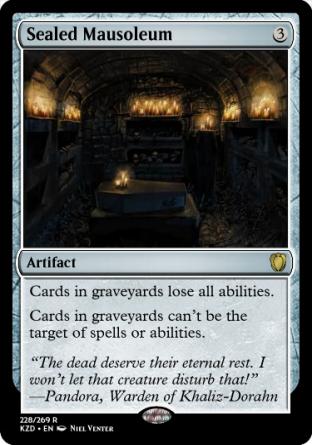 Sealed Mausoleum 3
Artifact
Cards in graveyards lose all abilities.
Cards in graveyards can't be the
target of spells or abilities.
"The dead deserve their eternal rest. I
won't let that creature disturb that!"
—Pandora, Warden of Khaliz-Dorahn
228/269 R
KZD • EN Niel Venter